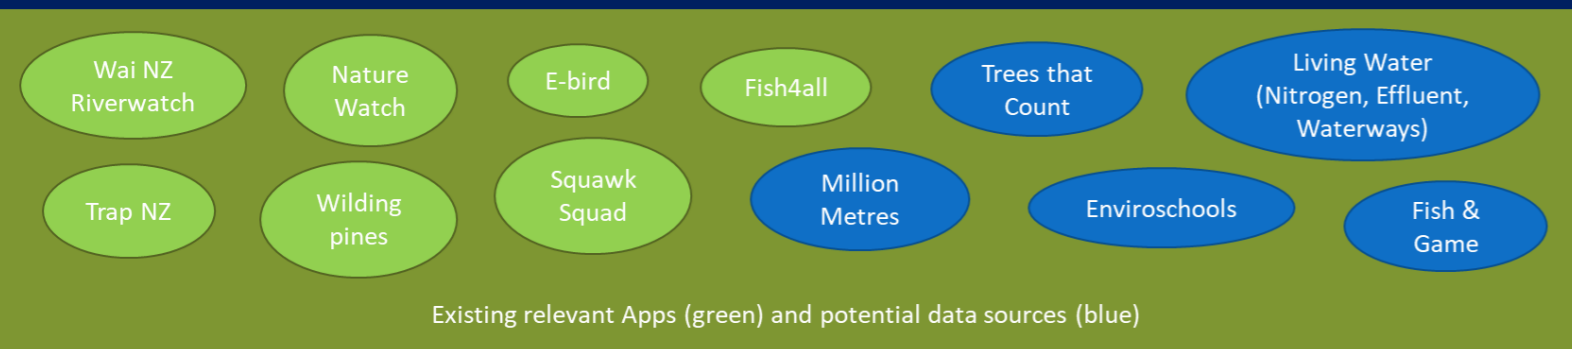 Wai NZ
Riverwatch
Nature
Watch
E-bird
Fish4all
Trees that
Count
Living Water
(Nitrogen, Effluent,
Waterways)
Trap NZ
Wilding
pines
Squawk
Squad
Million
Metres
Enviroschools
Fish &
Game
Existing relevant Apps (green) and potential data sources (blue)